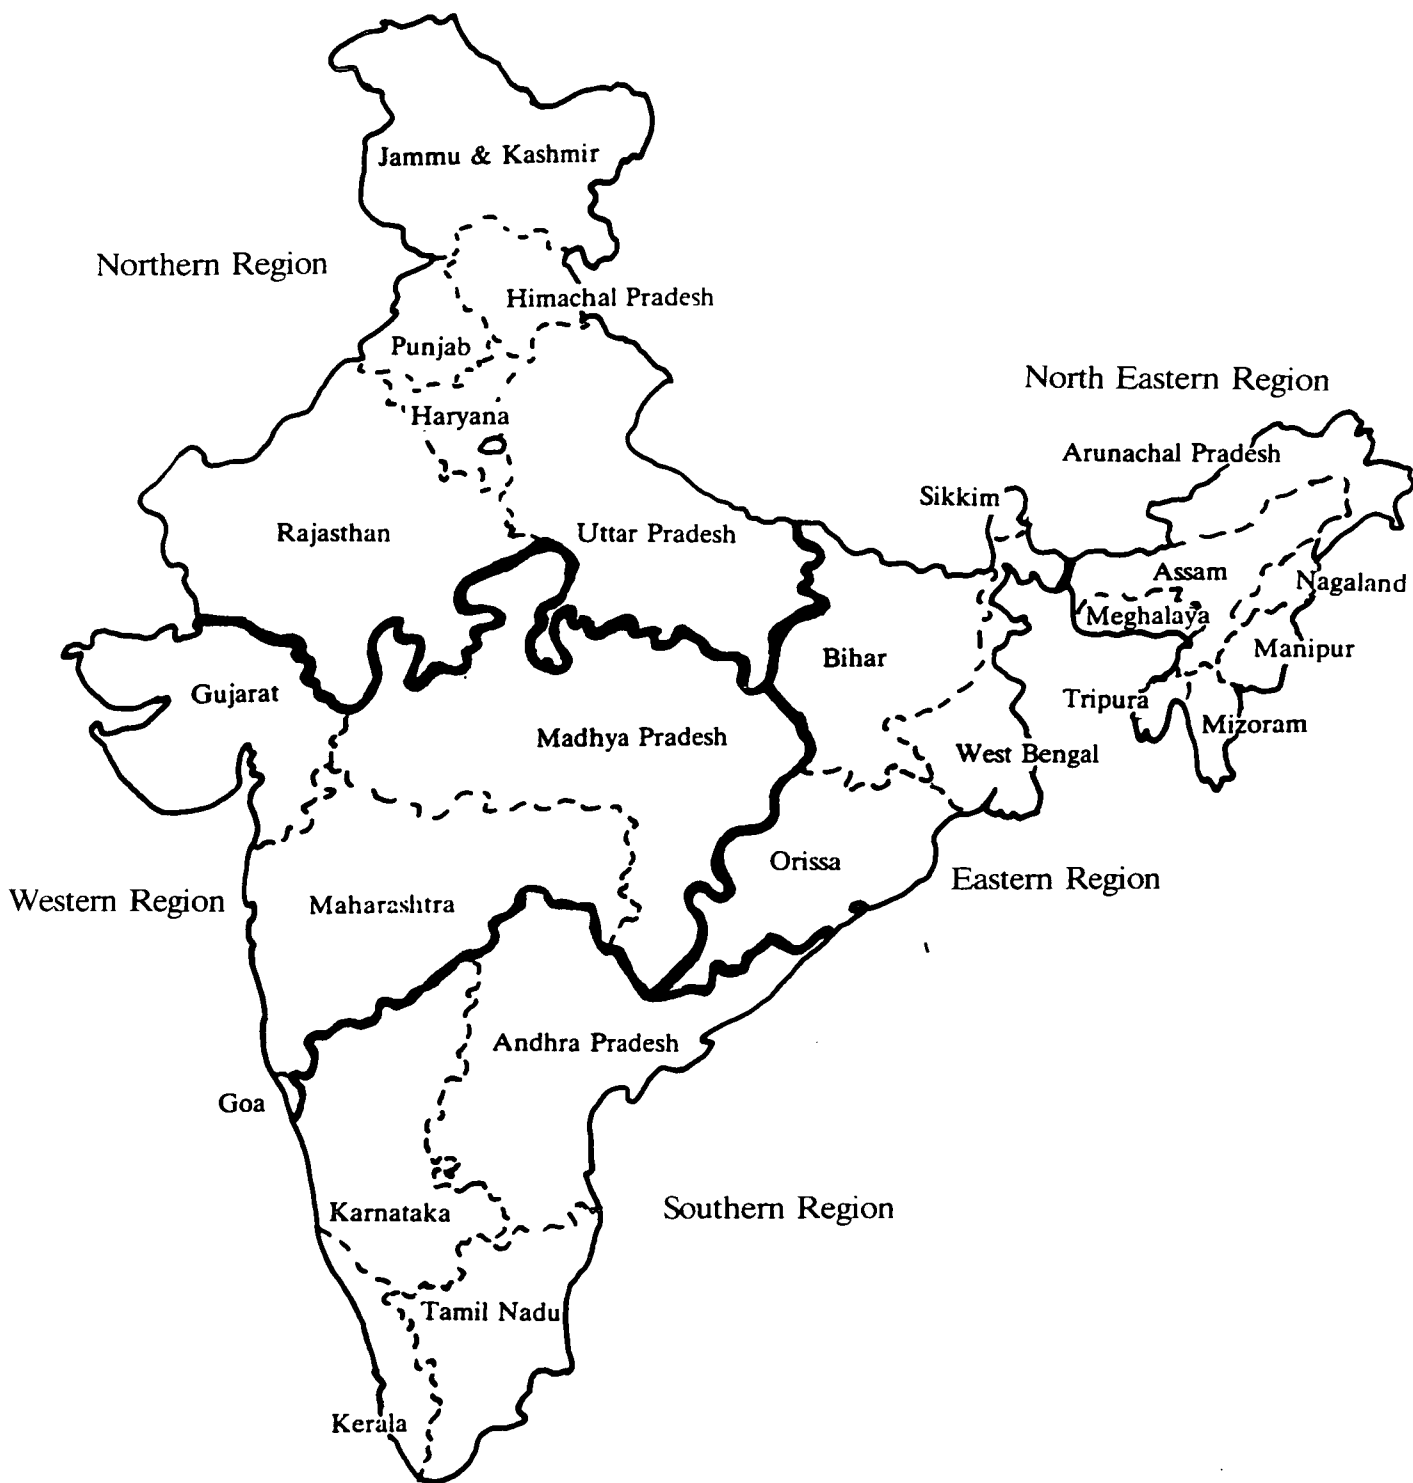 Jammu & Kashmir
Northern Region
Himachal Pradesh
Punjab
North Eastern Region
Haryana
Arunachal Pradesh
Sikkim
Rajasthan
Uttar Pradesh
Assam
Nagaland
Meghalaya
Manipur
Bihar
Gujarat
Tripura
Mizoram
Madhya Pradesh
West Bengal
Orissa
Eastern Region
Western Region
Maharashtra
Andhra Pradesh
Goa
Southern Region
Karnataka
Tamil Nadu
Kerala